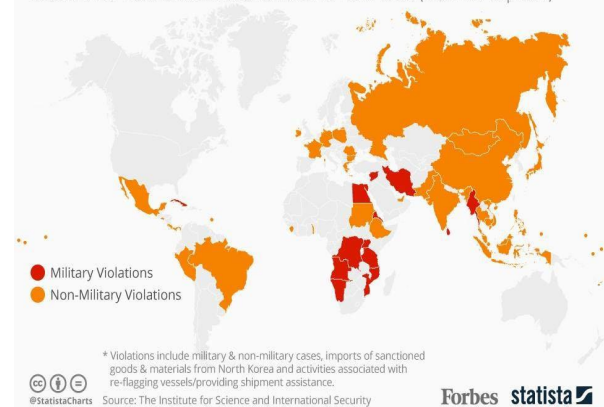 Military Violations
Non-Military Violations
* Violations include military & non-military cases, imports of sanctioned
goods & materials from North Korea and activities associated with
re-flagging vessels/providing shipment assistance.
@StatistaCharts Source: The Institute for Science and International Security
Forbes statista